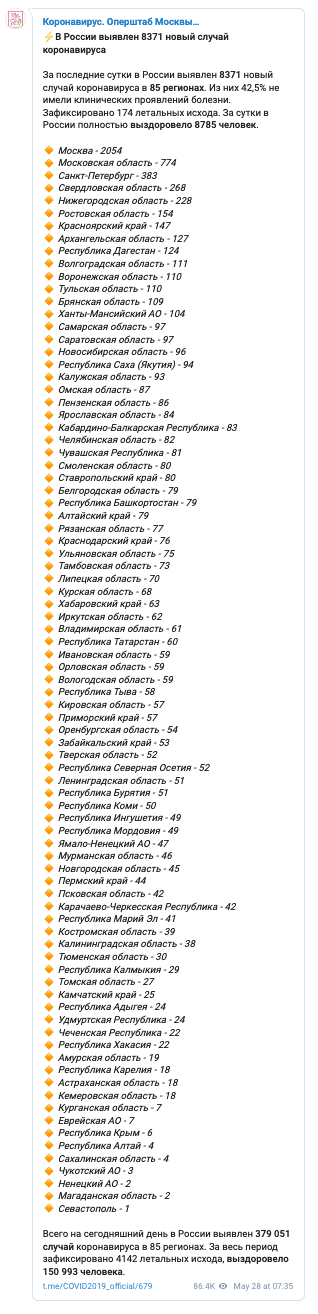 Коронавирус. Оперштаб Москвы...
⚡В России выявлен 8371 новый случай
коронавируса
За последние сутки в России выявлен 8371 новый
случай коронавируса в 85 регионах. Из них 42,5% не
имели клинических проявлений болезни.
Зафиксировано 174 летальных исхода. За сутки в
России полностью выздоровело 8785 человек.
🔸 Москва - 2054
🔸 Московская область - 774
🔸 Санкт-Петербург - 383
🔸 Свердловская область - 268
🔸 Нижегородская область - 228
🔸 Ростовская область - 154
🔸 Красноярский край - 147
🔸 Архангельская область - 127
🔸 Республика Дагестан - 124
🔸 Волгоградская область - 111
🔸 Воронежская область - 110
🔸 Тульская область - 110
🔸 Брянская область - 109
🔸 Ханты-Мансийский АО - 104
🔸 Самарская область - 97
🔸 Саратовская область - 97
🔸 Новосибирская область - 96
🔸 Республика Саха (Якутия) - 94
🔸 Калужская область - 93
🔸 Омская область - 87
🔸 Пензенская область - 86
🔸 Ярославская область - 84
🔸 Кабардино-Балкарская Республика - 83
🔸 Челябинская область - 82
🔸 Чувашская Республика - 81
🔸 Смоленская область - 80
🔸 Ставропольский край - 80
🔸 Белгородская область - 79
🔸 Республика Башкортостан - 79
🔸 Алтайский край - 79
🔸 Рязанская область - 77
🔸 Краснодарский край - 76
🔸 Ульяновская область - 75
🔸 Тамбовская область - 73
🔸 Липецкая область - 70
🔸 Курская область - 68
🔸 Хабаровский край - 63
🔸 Иркутская область - 62
🔸 Владимирская область - 61
🔸 Республика Татарстан - 60
🔸 Ивановская область - 59
🔸 Орловская область - 59
🔸 Вологодская область - 59
🔸 Республика Тыва - 58
🔸 Кировская область - 57
🔸 Приморский край - 57
🔸 Оренбургская область - 54
🔸 Забайкальский край - 53
🔸 Тверская область - 52
🔸 Республика Северная Осетия - 52
🔸 Ленинградская область - 51
🔸 Республика Бурятия - 51
🔸 Республика Коми - 50
🔸 Республика Ингушетия - 49
🔸 Республика Мордовия - 49
🔸 Ямало-Ненецкий АО - 47
🔸 Мурманская область - 46
🔸 Новгородская область - 45
🔸 Пермский край - 44
🔸 Псковская область - 42
🔸 Карачаево-Черкесская Республика - 42
🔸 Республика Марий Эл - 41
🔸 Костромская область - 39
🔸 Калининградская область - 38
🔸 Тюменская область - 30
🔸 Республика Калмыкия - 29
🔸 Томская область - 27
🔸 Камчатский край - 25
🔸 Республика Адыгея - 24
🔸 Удмуртская Республика - 24
🔸 Чеченская Республика - 22
🔸 Республика Хакасия - 22
🔸 Амурская область - 19
🔸 Республика Карелия - 18
🔸 Астраханская область - 18
🔸 Кемеровская область - 18
🔸 Курганская область - 7
🔸 Еврейская АО - 7
🔸 Республика Крым - 6
🔸 Республика Алтай - 4
🔸 Сахалинская область - 4
🔸 Чукотский АО - 3
🔸 Ненецкий АО - 2
🔸 Магаданская область - 2
🔸 Севастополь - 1
Всего на сегодняшний день в России выявлен 379 051
случай коронавируса в 85 регионах. За весь период
зафиксировано 4142 летальных исхода, выздоровело
150 993 человека.
t.me/COVID2019_official/679 86.4K May 28 at 07:35